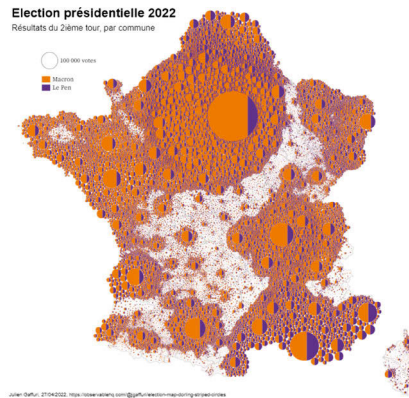 Election présidentielle 2022
Résultats du 2ième tour, par commune
100 000 votes
Macron
Le Pen
Julien Gaffuri, 27/04/2022, https://observablehq.com/@jgaffuri/election-map-dorling-striped-circles